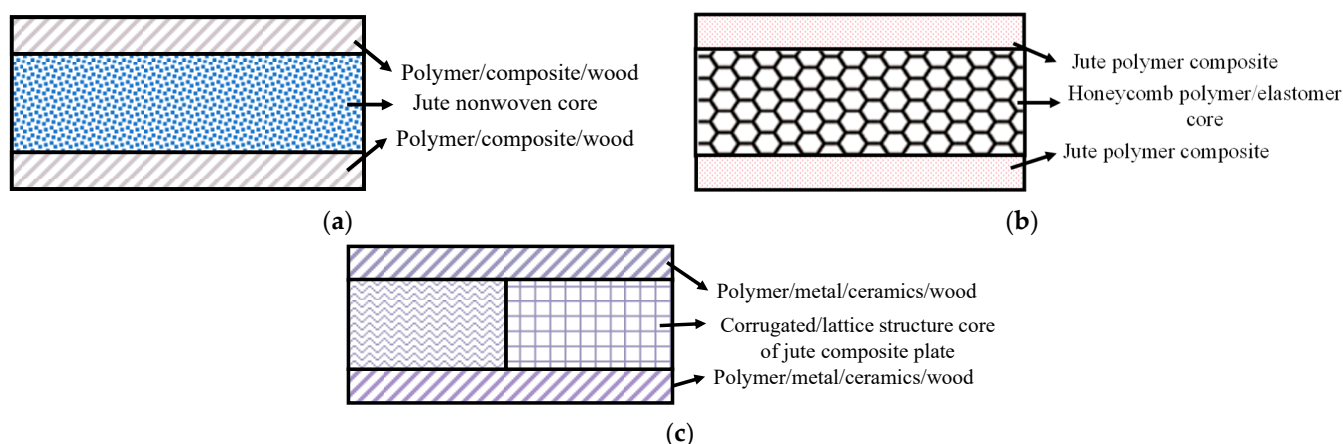 Polymer/composite/wood
Jute nonwoven core
Polymer/composite/wood
(a)
Jute polymer composite
Honeycomb polymer/elastomer
core
Jute polymer composite
(b)
Polymer/metal/ceramics/wood
Corrugated/lattice structure core
of jute composite plate
Polymer/metal/ceramics/wood
(c)